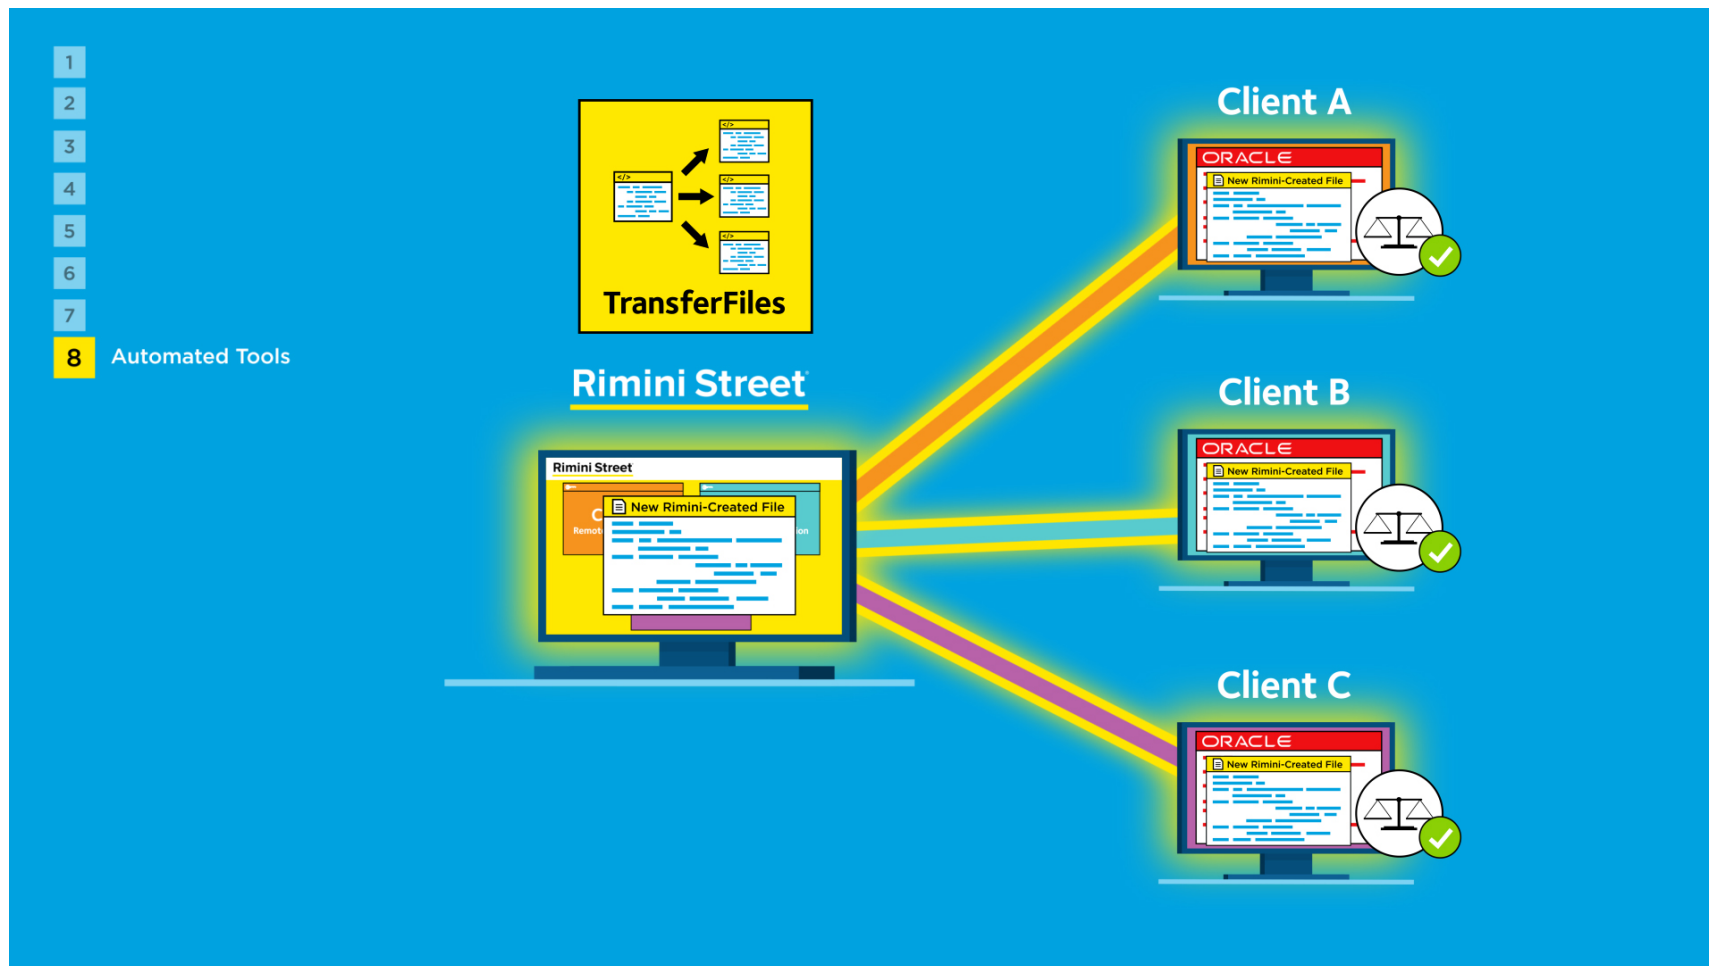 1
2
3
4
5
6
7
8 Automated Tools
</>
</>
</>
</>
TransferFiles
Rimini Street
Rimini Street
New Rimini-Created File
Client A
ORACLE
New Rimini-Created File
Client B
ORACLE
New Rimini-Created File
Client C
ORACLE
New Rimini-Created File